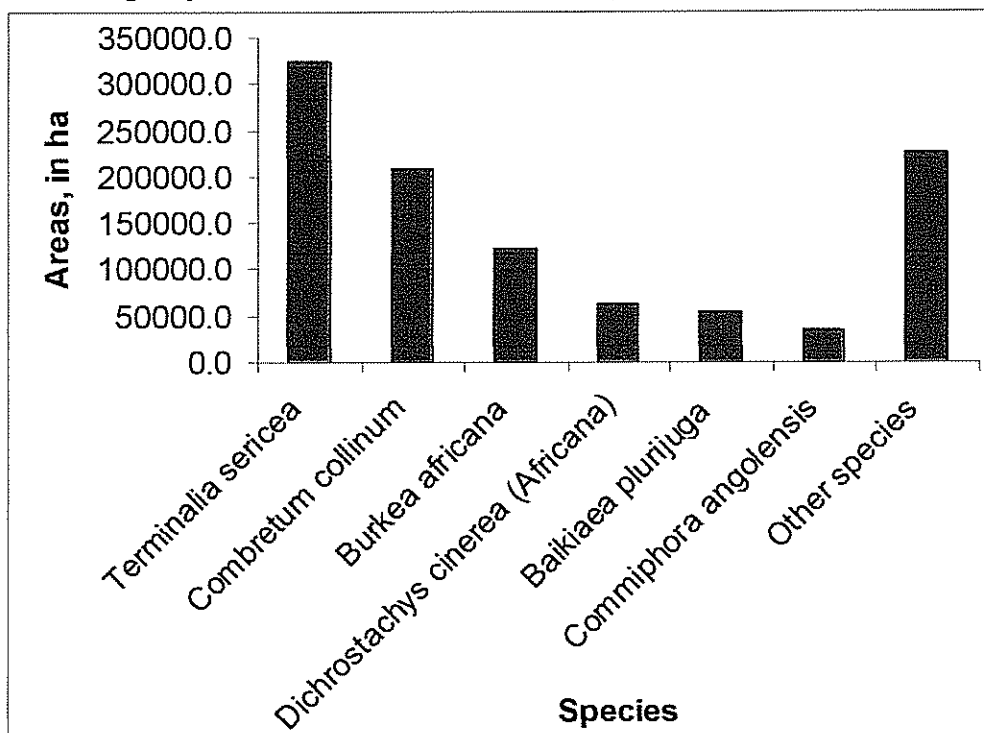 350000.0
300000.0
250000.0
200000.0
150000.0
100000.0
50000.0
0.0
Areas, in ha
Terminalia sericea
Combretum collinum
Burkea africana
Dichrostachys cinerea (Africana)
Baikiaea plurijuga
Commiphora angolensis
Other species
Species